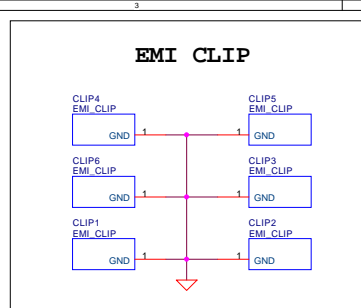 3
EMI CLIP
CLIP4
EMI_CLIP
GND
1
CLIP5
EMI_CLIP
1
GND
CLIP6
EMI_CLIP
GND
1
CLIP3
EMI_CLIP
1
GND
CLIP1
EMI_CLIP
GND
1
CLIP2
EMI_CLIP
1
GND